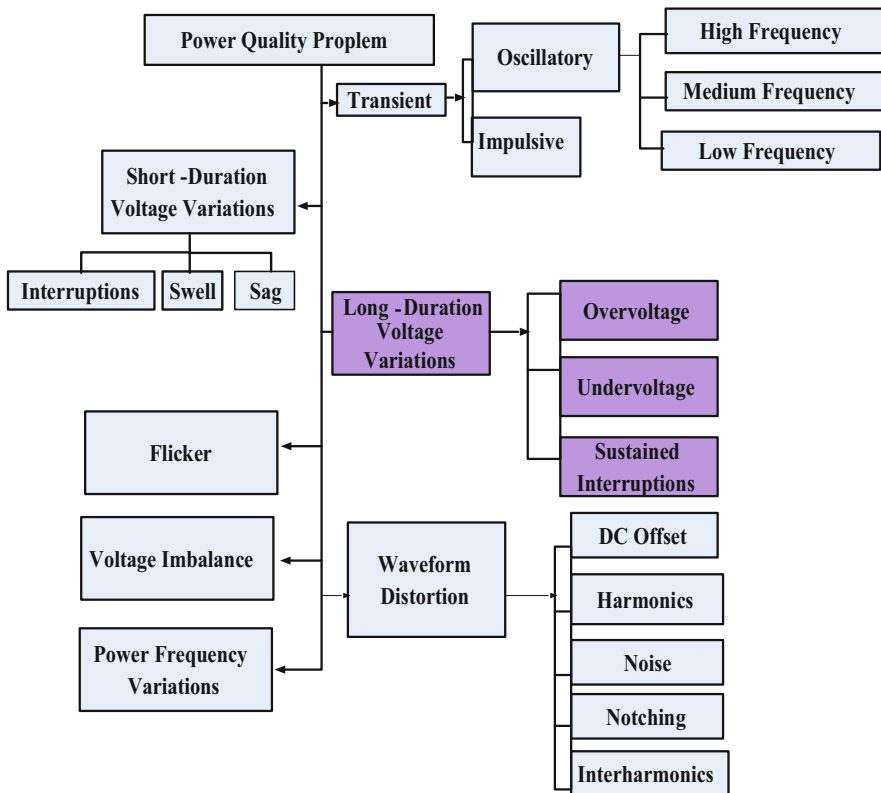 Power Quality Proplem
Transient
Oscillatory
Impulsive
High Frequency
Medium Frequency
Low Frequency
Short -Duration
Voltage Variations
Interruptions
Swell
Sag
Long -Duration
Voltage
Variations
Overvoltage
Undervoltage
Sustained
Interruptions
Flicker
Voltage Imbalance
Power Frequency
Variations
Waveform
Distortion
DC Offset
Harmonics
Noise
Notching
Interharmonics